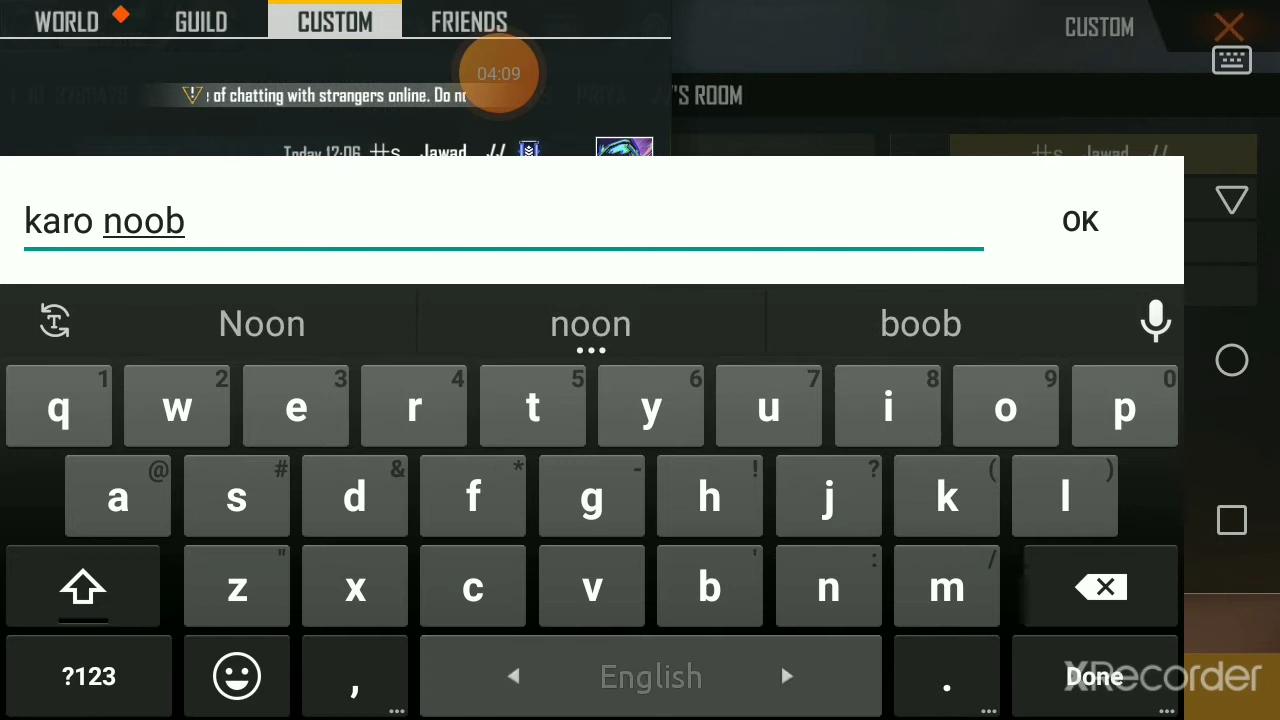 WORLD GUILD CUSTOM FRIENDS
CUSTOM
04:09
of chatting with strangers online. Do no
'S ROOM
Today 12:06 Jawad
Jawad
karo noob
OK
Noon noon boob
1 2 3 4 5 6 7 8 9 0
q w e r t y u i o p
@ # & * - ! ? ( )
a s d f g h j k l
" ' : /
z x c v b n m
?123 , English . Done
XRecorder